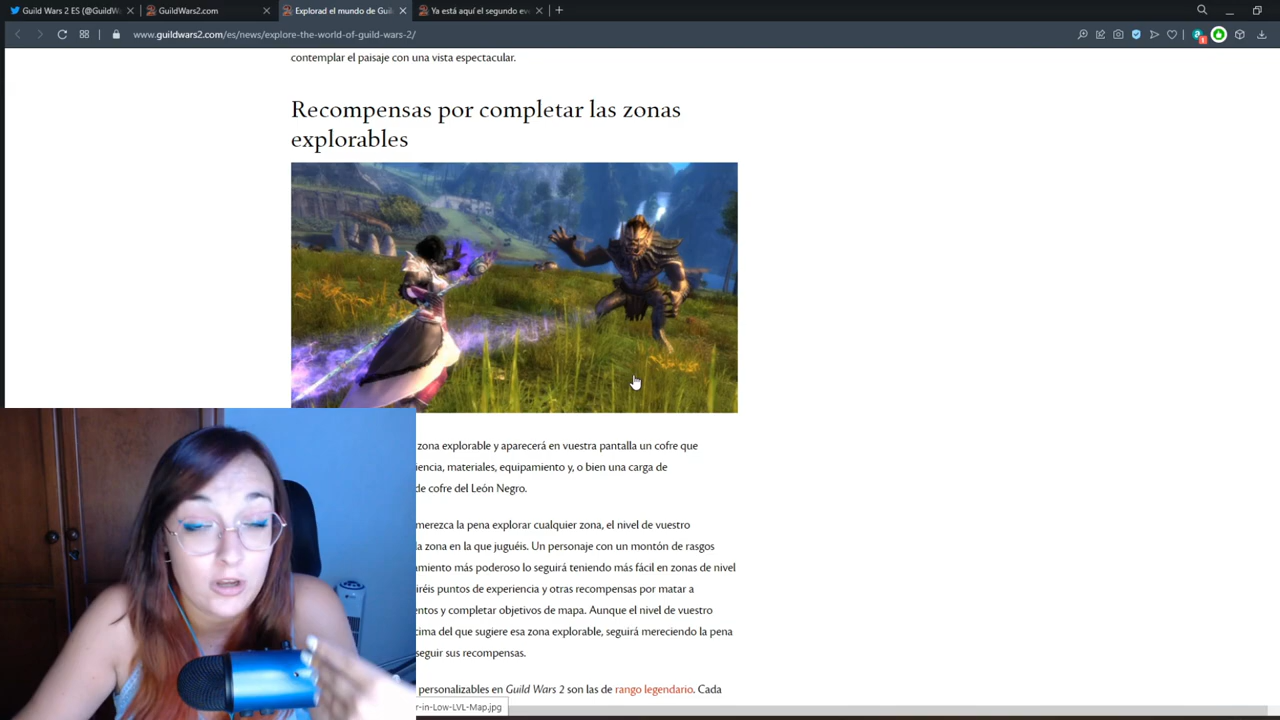 Guild Wars 2 ES (@GuildWa
GuildWars2.com
Explorad el mundo de Guil
Ya está aquí el segundo ev
www.guildwars2.com/es/news/explore-the-world-of-guild-wars-2/
contemplar el paisaje con una vista espectacular.
Recompensas por completar las zonas
explorables
zona explorable y aparecerá en vuestra pantalla un cofre que
iencia, materiales, equipamiento y, o bien una carga de
de cofre del León Negro.
merezca la pena explorar cualquier zona, el nivel de vuestro
la zona en la que juguéis. Un personaje con un montón de rasgos
amiento más poderoso lo seguirá teniendo más fácil en zonas de nivel
iréis puntos de experiencia y otras recompensas por matar a
entos y completar objetivos de mapa. Aunque el nivel de vuestro
cima del que sugiere esa zona explorable, seguirá mereciendo la pena
seguir sus recompensas.
personalizables en Guild Wars 2 son las de rango legendario. Cada
r-in-Low-LVL-Map.jpg